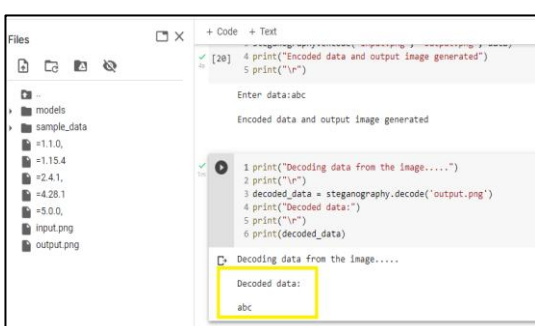 Files
+ Code + Text
[20]
4 print("Encoded data and output image generated")
5 print("\r")
Enter data:abc
Encoded data and output image generated
..
models
sample_data
=1.1.0,
=1.15.4
=2.4.1,
=4.28.1
=5.0.0,
input.png
output.png
1 print("Decoding data from the image.....")
2 print("\r")
3 decoded_data = steganography.decode('output.png')
4 print("Decoded data:")
5 print("\r")
6 print(decoded_data)
Decoding data from the image.....
Decoded data:
abc